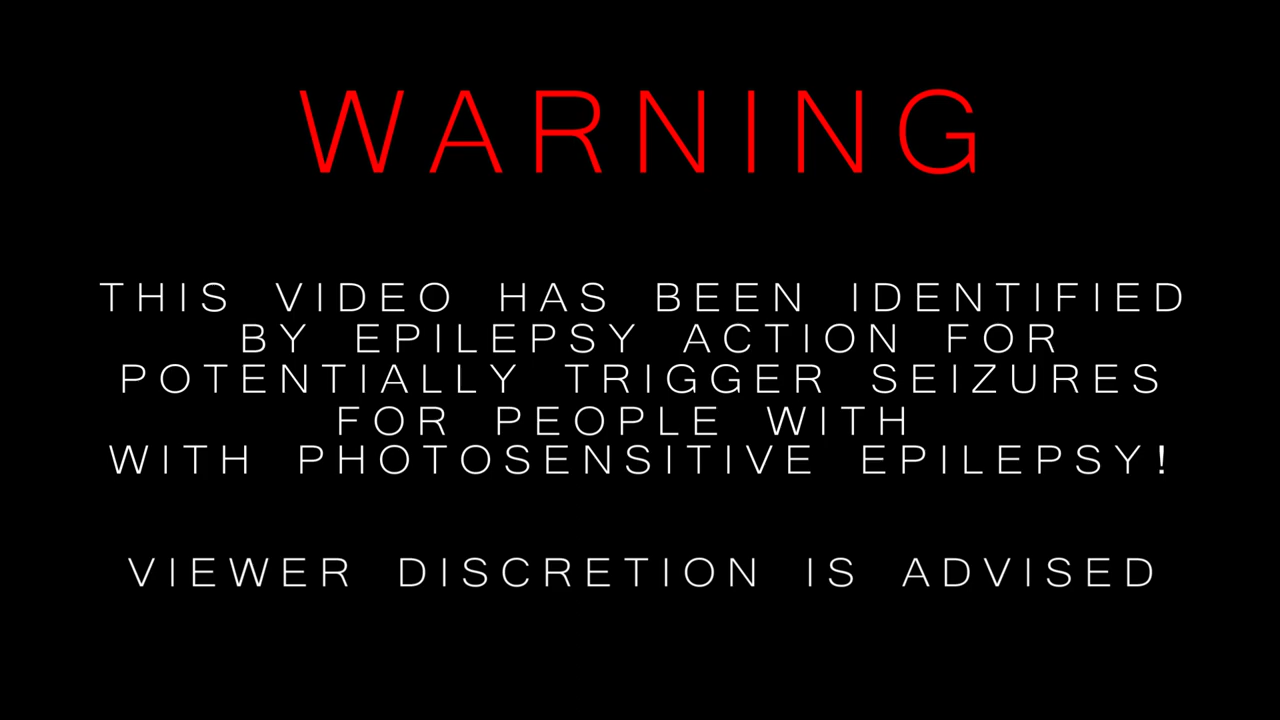 WARNING
THIS VIDEO HAS BEEN IDENTIFIED
BY EPILEPSY ACTION FOR
POTENTIALLY TRIGGER SEIZURES
FOR PEOPLE WITH
WITH PHOTOSENSITIVE EPILEPSY!
VIEWER DISCRETION IS ADVISED